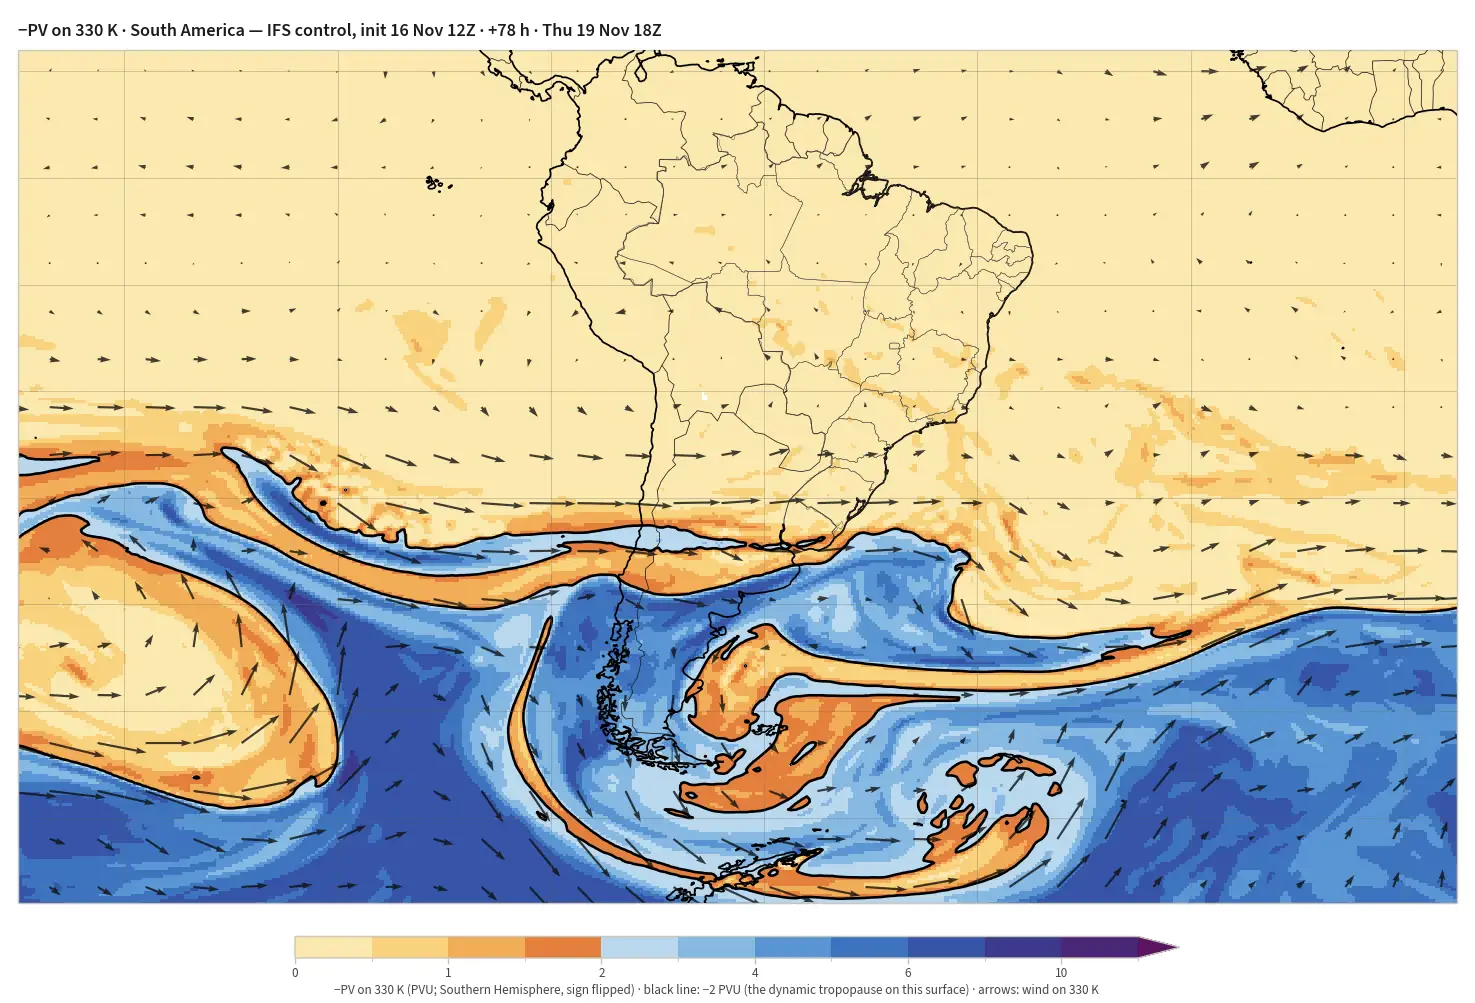 −PV on 330 K · South America — IFS control, init 16 Nov 12Z · +78 h · Thu 19 Nov 18Z
0 1 2 4 6 10
−PV on 330 K (PVU; Southern Hemisphere, sign flipped) · black line: −2 PVU (the dynamic tropopause on this surface) · arrows: wind on 330 K